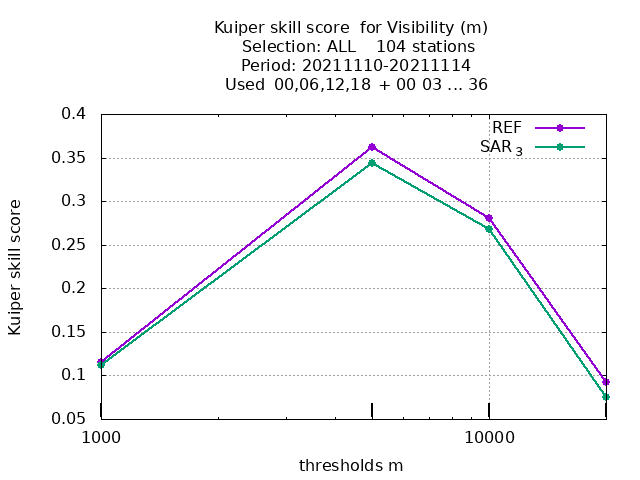 Kuiper skill score  for Visibility (m)
Selection: ALL    104 stations
Period: 20211110-20211114
Used  00,06,12,18 + 00 03 ... 36
REF
SAR 3
0.4
0.35
0.3
0.25
0.2
0.15
0.1
0.05
Kuiper skill score
1000
10000
thresholds m